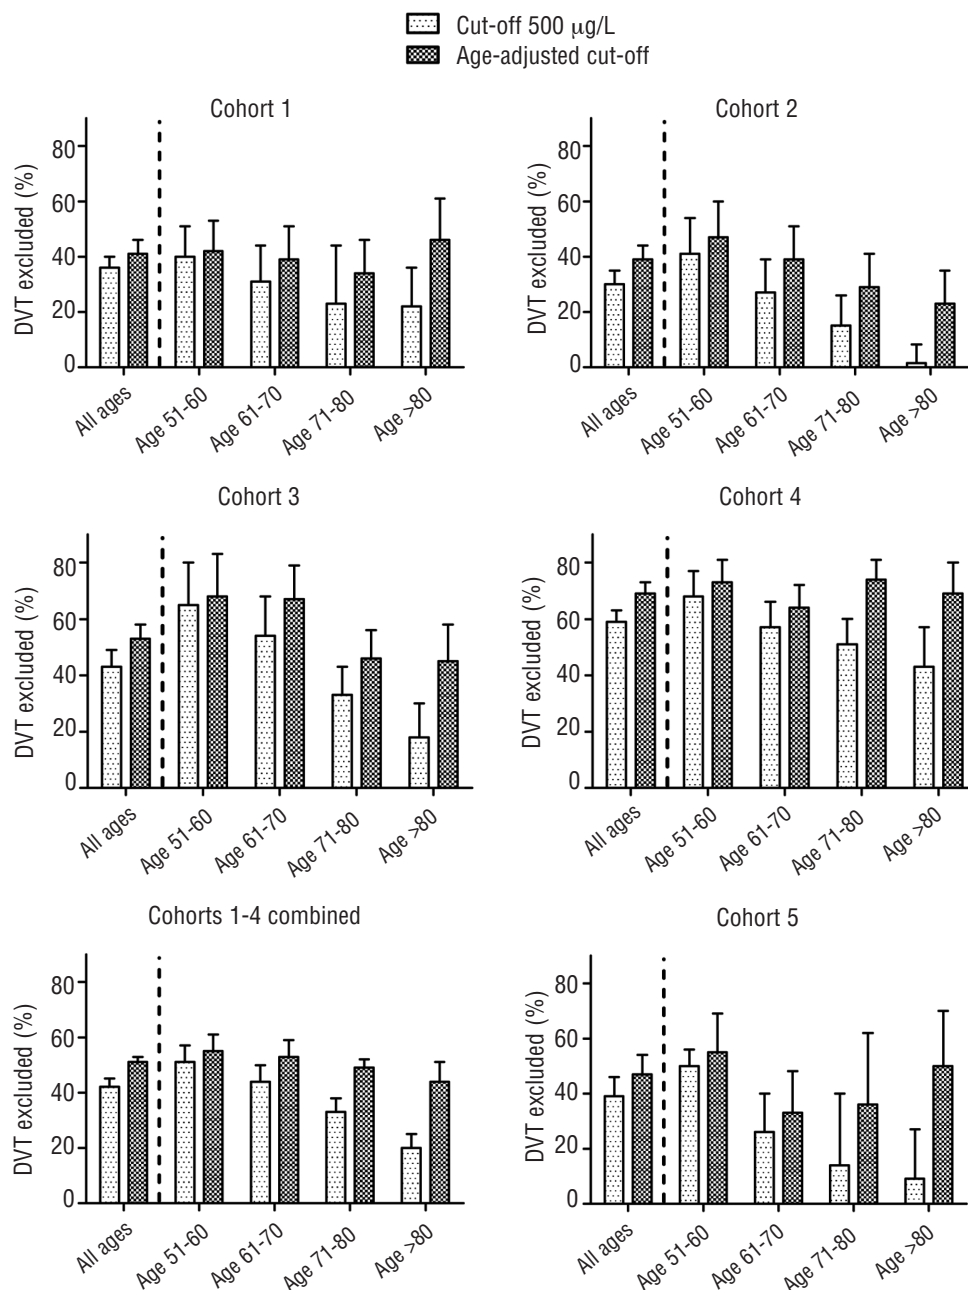 Cut-off 500 µg/L
Age-adjusted cut-off
Cohort 1
DVT excluded (%)
80
60
40
20
0
All ages
Age 51-60
Age 61-70
Age 71-80
Age >80
Cohort 2
DVT excluded (%)
80
60
40
20
0
All ages
Age 51-60
Age 61-70
Age 71-80
Age >80
Cohort 3
DVT excluded (%)
80
60
40
20
0
All ages
Age 51-60
Age 61-70
Age 71-80
Age >80
Cohort 4
DVT excluded (%)
80
60
40
20
0
All ages
Age 51-60
Age 61-70
Age 71-80
Age >80
Cohorts 1-4 combined
DVT excluded (%)
80
60
40
20
0
All ages
Age 51-60
Age 61-70
Age 71-80
Age >80
Cohort 5
DVT excluded (%)
80
60
40
20
0
All ages
Age 51-60
Age 61-70
Age 71-80
Age >80